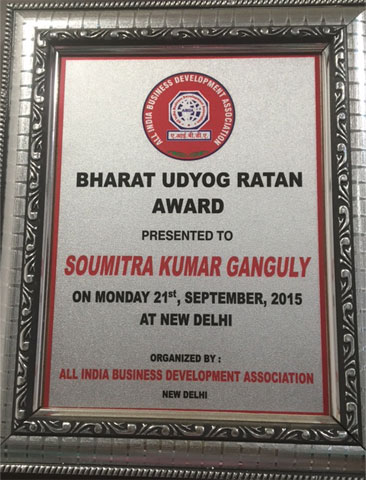 ALL INDIA BUSINESS DEVELOPMENT ASSOCIATION
ए.आई.बी.डी.ए.
BHARAT UDYOG RATAN
AWARD
PRESENTED TO
SOUMITRA KUMAR GANGULY
ON MONDAY 21st, SEPTEMBER, 2015
AT NEW DELHI
ORGANIZED BY :
ALL INDIA BUSINESS DEVELOPMENT ASSOCIATION
NEW DELHI